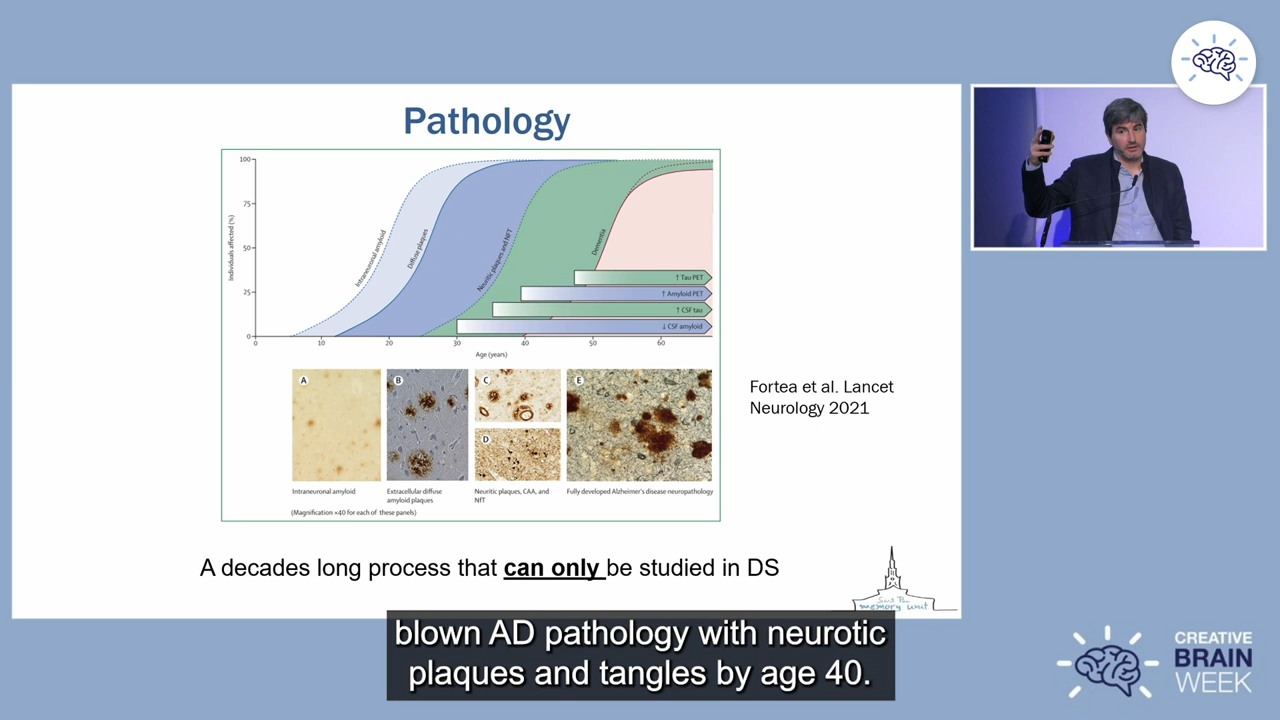 Pathology
100
75
50
25
0
Individuals affected (%)
Intraneuronal amyloid
Diffuse plaques
Neuritic plaques and NFT
Dementia
↑ Tau PET
↑ Amyloid PET
↑ CSF tau
↓ CSF amyloid
0 10 20 30 40 50 60
Age (years)
A
B
C
D
E
Intraneuronal amyloid
Extracellular diffuse
amyloid plaques
Neuritic plaques, CAA, and
NFT
Fully developed Alzheimer's disease neuropathology
(Magnification ×40 for each of these panels)
Fortea et al. Lancet
Neurology 2021
A decades long process that can only be studied in DS
Sant Pau
memory unit
blown AD pathology with neurotic
plaques and tangles by age 40.
CREATIVE
BRAIN
WEEK